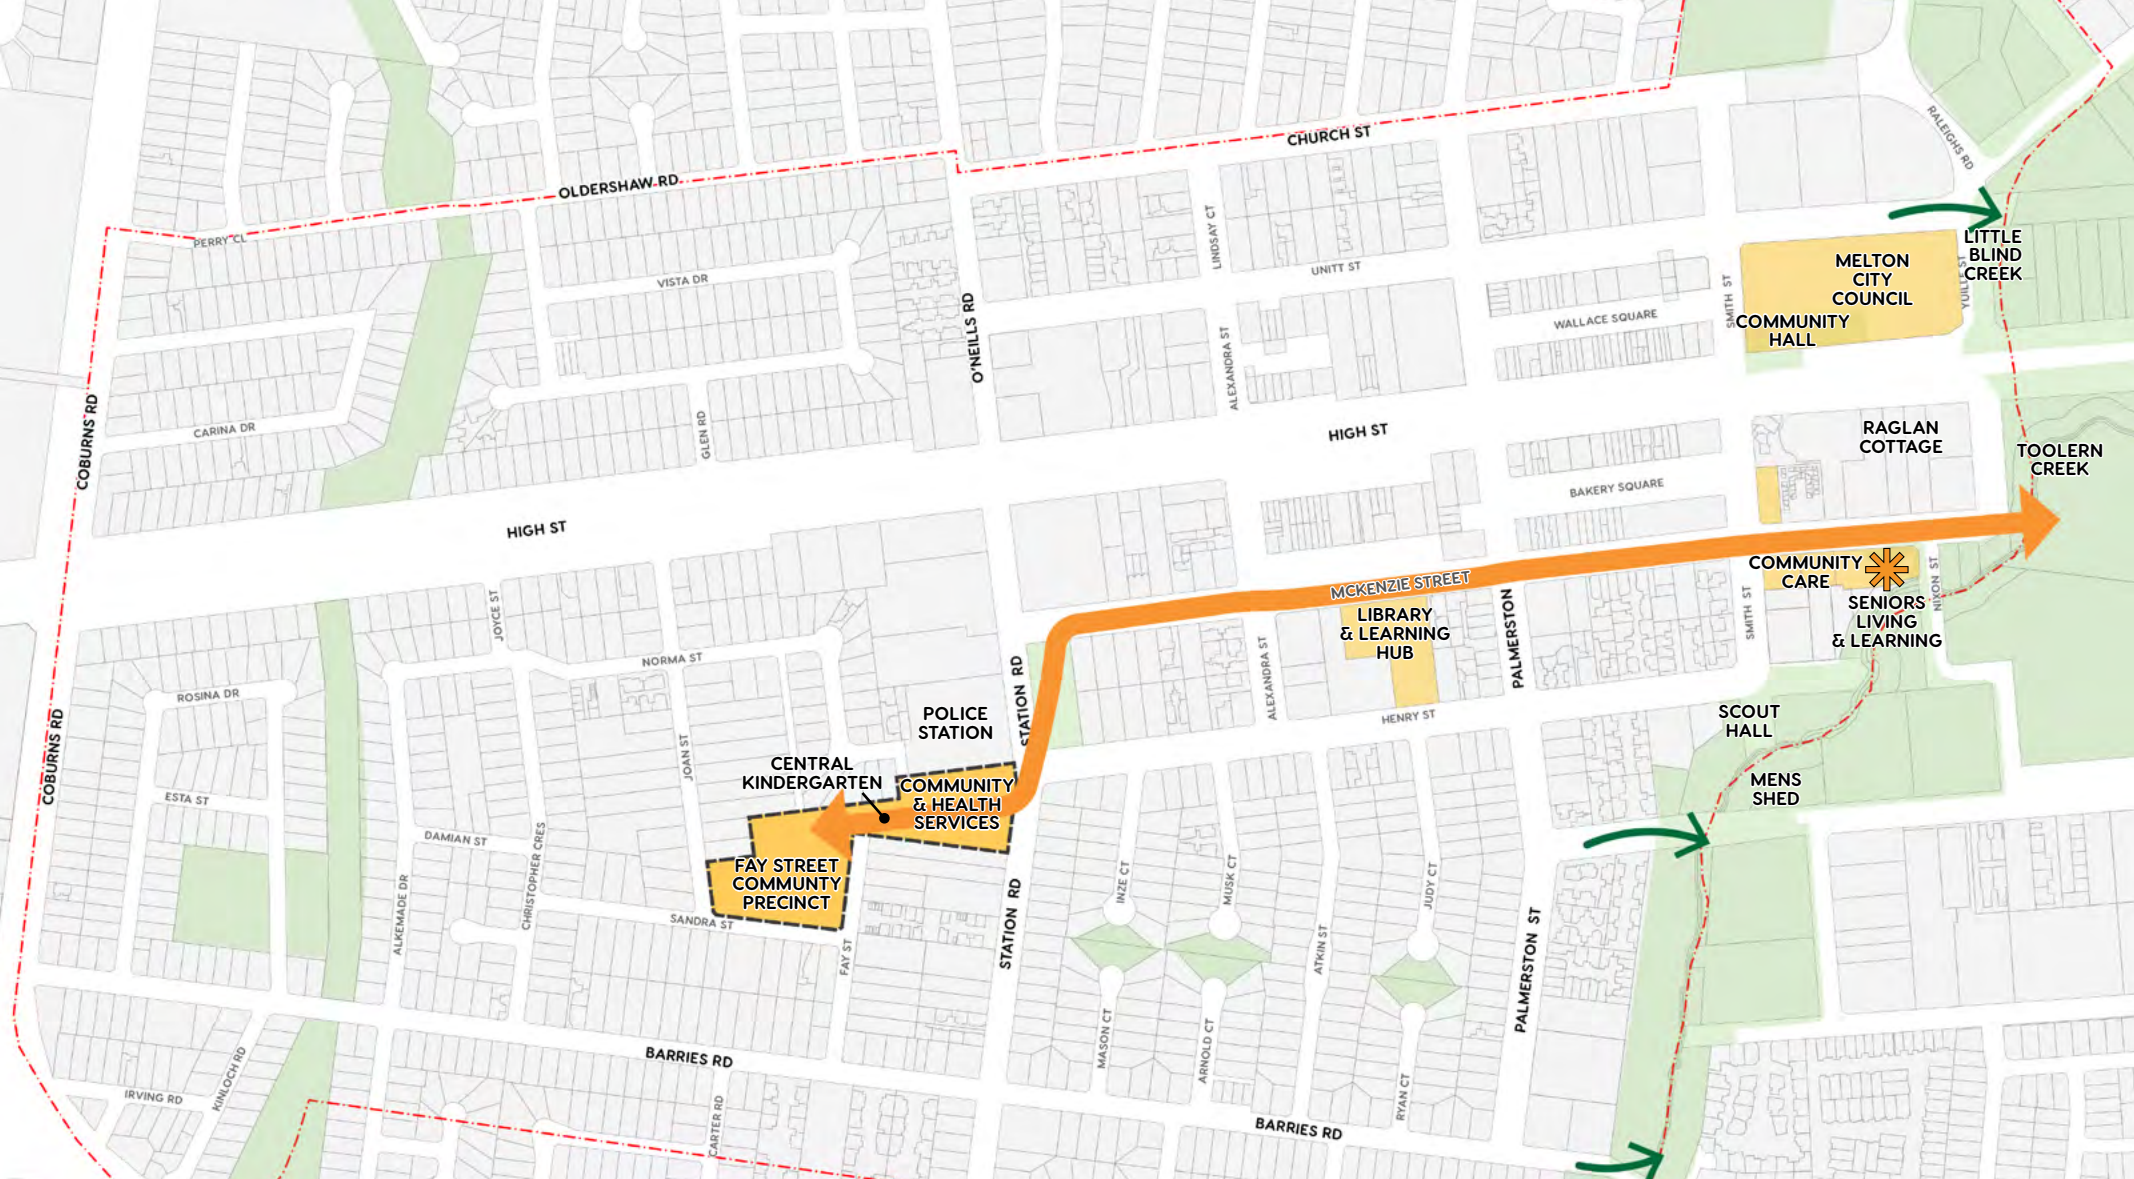 CHURCH ST
RALEIGHS RD
OLDERSHAW RD
PERRY CL
LINDSAY CT
UNITT ST
VISTA DR
LITTLE
BLIND
CREEK
YUILLE ST
MELTON
CITY
COUNCIL
SMITH ST
COMMUNITY
HALL
WALLACE SQUARE
O'NEILLS RD
ALEXANDRA ST
COBURNS RD
CARINA DR
GLEN RD
HIGH ST
RAGLAN
COTTAGE
TOOLERN
CREEK
BAKERY SQUARE
HIGH ST
MCKENZIE STREET
COMMUNITY
CARE
NIXON ST
SENIORS
LIVING
& LEARNING
SMITH ST
LIBRARY
& LEARNING
HUB
PALMERSTON
JOYCE ST
NORMA ST
ALEXANDRA ST
STATION RD
ROSINA DR
HENRY ST
POLICE
STATION
SCOUT
HALL
JOAN ST
COBURNS RD
CENTRAL
KINDERGARTEN
COMMUNITY
& HEALTH
SERVICES
MENS
SHED
ESTA ST
DAMIAN ST
CHRISTOPHER CRES
FAY STREET
COMMUNTY
PRECINCT
INZE CT
MUSK CT
JUDY CT
ALKEMADE DR
SANDRA ST
FAY ST
STATION RD
ATKIN ST
PALMERSTON ST
MASON CT
ARNOLD CT
RYAN CT
BARRIES RD
KINLOCH RD
IRVING RD
CARTER RD
BARRIES RD